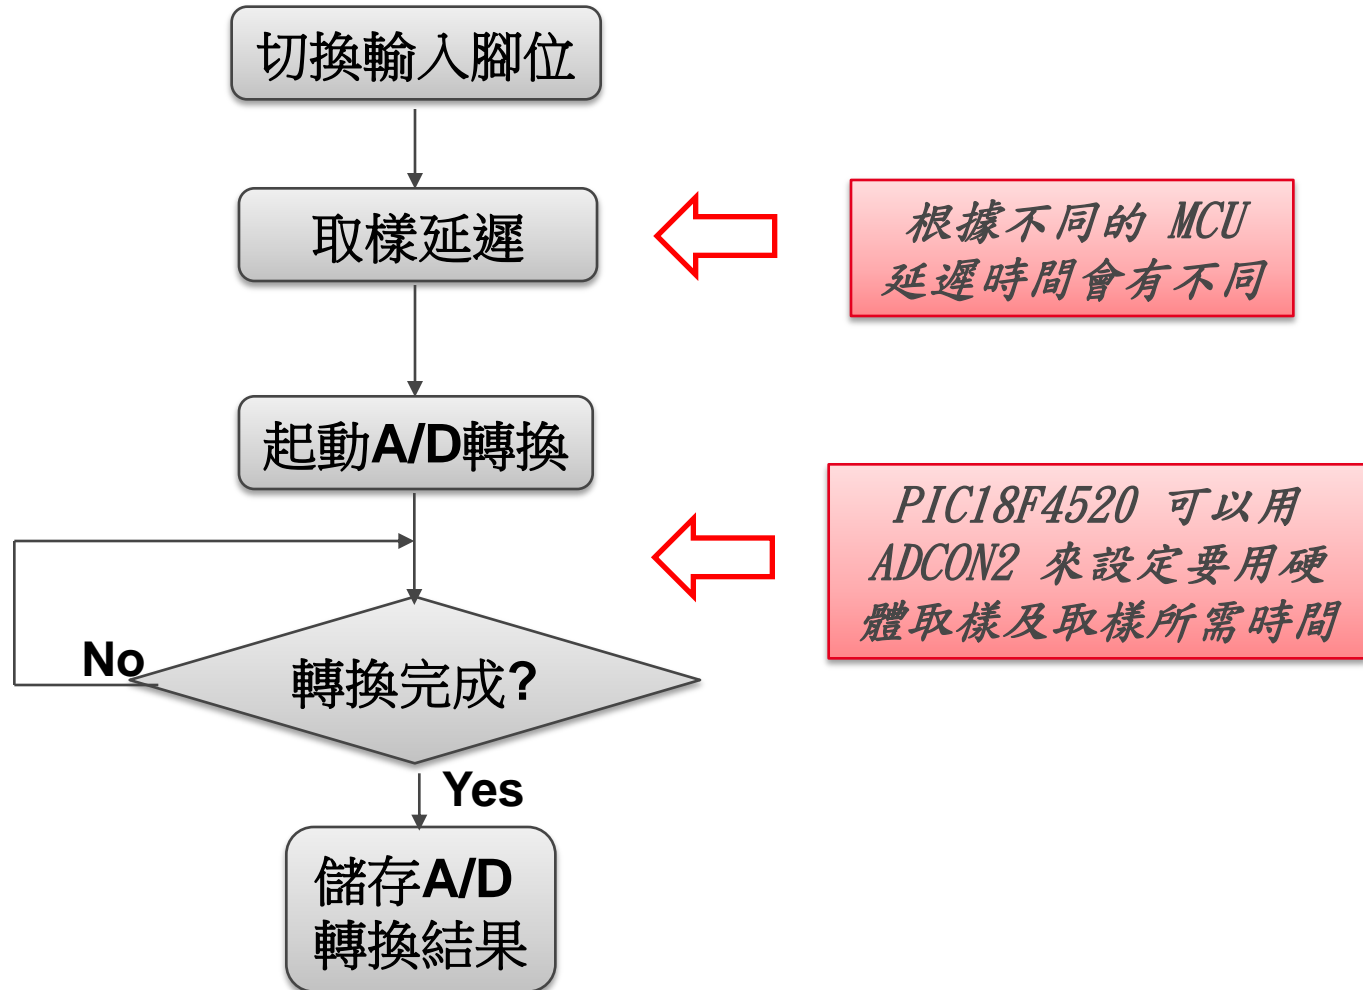 切換輸入腳位
取樣延遲
根據不同的 MCU
延遲時間會有不同
起動A/D轉換
PIC18F4520 可以用
ADCON2 來設定要用硬
體取樣及取樣所需時間
No
轉換完成?
Yes
儲存A/D
轉換結果